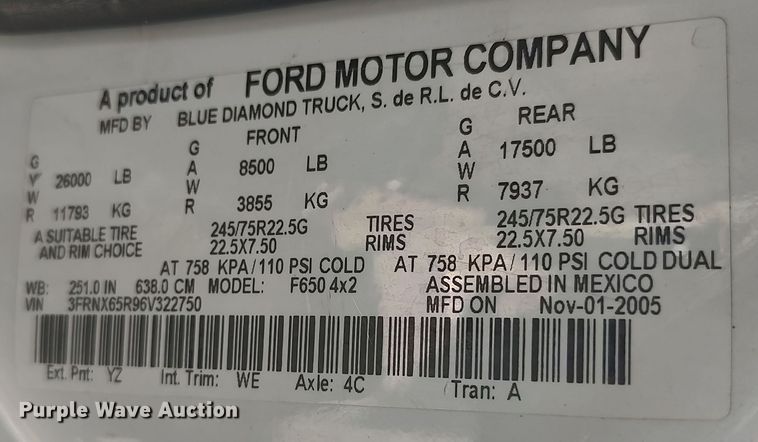 A product of FORD MOTOR COMPANY
MFD BY BLUE DIAMOND TRUCK, S. de R.L. de C.V.
GVWR 26000 LB 11793 KG
FRONT GAWR 8500 LB 3855 KG
REAR GAWR 17500 LB 7937 KG
A SUITABLE TIRE 245/75R22.5G TIRES 245/75R22.5G TIRES
AND RIM CHOICE 22.5X7.50 RIMS 22.5X7.50 RIMS
AT 758 KPA/110 PSI COLD AT 758 KPA/110 PSI COLD DUAL
WB: 251.0 IN 638.0 CM MODEL: F650 4x2 ASSEMBLED IN MEXICO
VIN 3FRNX65R96V322750 MFD ON Nov-01-2005
Ext. Pnt: YZ Int. Trim: WE Axle: 4C Tran: A
Purple Wave Auction